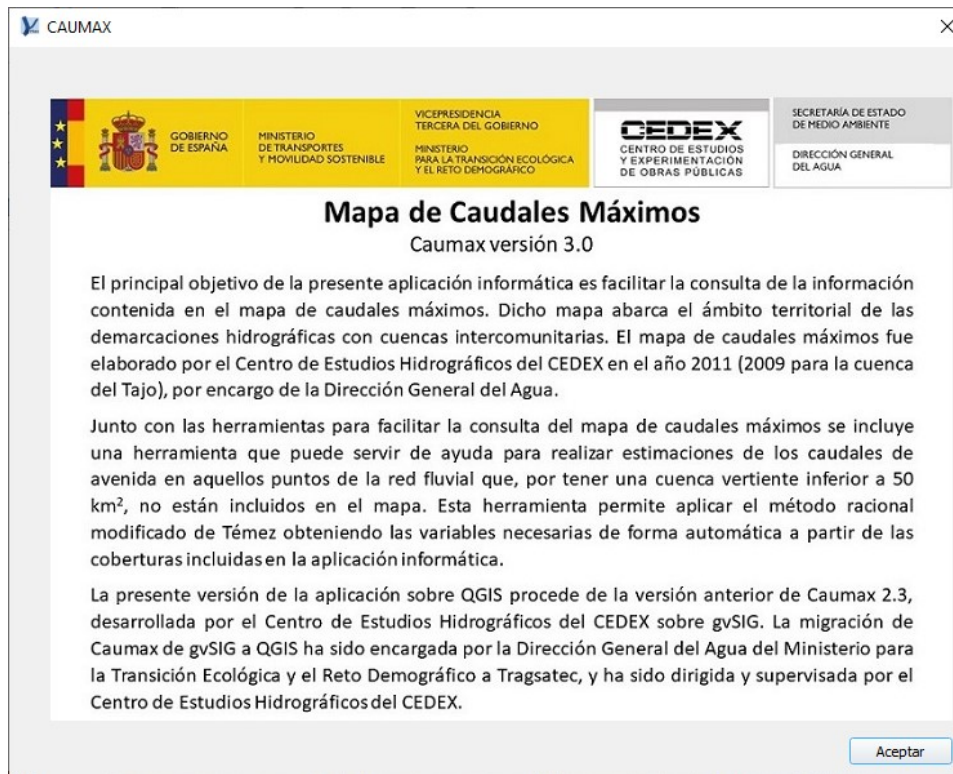 CAUMAX
GOBIERNO
DE ESPAÑA
MINISTERIO
DE TRANSPORTES
Y MOVILIDAD SOSTENIBLE
VICEPRESIDENCIA
TERCERA DEL GOBIERNO
MINISTERIO
PARA LA TRANSICIÓN ECOLÓGICA
Y EL RETO DEMOGRÁFICO
CEDEX
CENTRO DE ESTUDIOS
Y EXPERIMENTACIÓN
DE OBRAS PÚBLICAS
SECRETARÍA DE ESTADO
DE MEDIO AMBIENTE
DIRECCIÓN GENERAL
DEL AGUA
Mapa de Caudales Máximos
Caumax versión 3.0
El principal objetivo de la presente aplicación informática es facilitar la consulta de la información
contenida en el mapa de caudales máximos. Dicho mapa abarca el ámbito territorial de las
demarcaciones hidrográficas con cuencas intercomunitarias. El mapa de caudales máximos fue
elaborado por el Centro de Estudios Hidrográficos del CEDEX en el año 2011 (2009 para la cuenca
del Tajo), por encargo de la Dirección General del Agua.
Junto con las herramientas para facilitar la consulta del mapa de caudales máximos se incluye
una herramienta que puede servir de ayuda para realizar estimaciones de los caudales de
avenida en aquellos puntos de la red fluvial que, por tener una cuenca vertiente inferior a 50
km², no están incluidos en el mapa. Esta herramienta permite aplicar el método racional
modificado de Témez obteniendo las variables necesarias de forma automática a partir de las
coberturas incluidas en la aplicación informática.
La presente versión de la aplicación sobre QGIS procede de la versión anterior de Caumax 2.3,
desarrollada por el Centro de Estudios Hidrográficos del CEDEX sobre gvSIG. La migración de
Caumax de gvSIG a QGIS ha sido encargada por la Dirección General del Agua del Ministerio para
la Transición Ecológica y el Reto Demográfico a Tragsatec, y ha sido dirigida y supervisada por el
Centro de Estudios Hidrográficos del CEDEX.
Aceptar